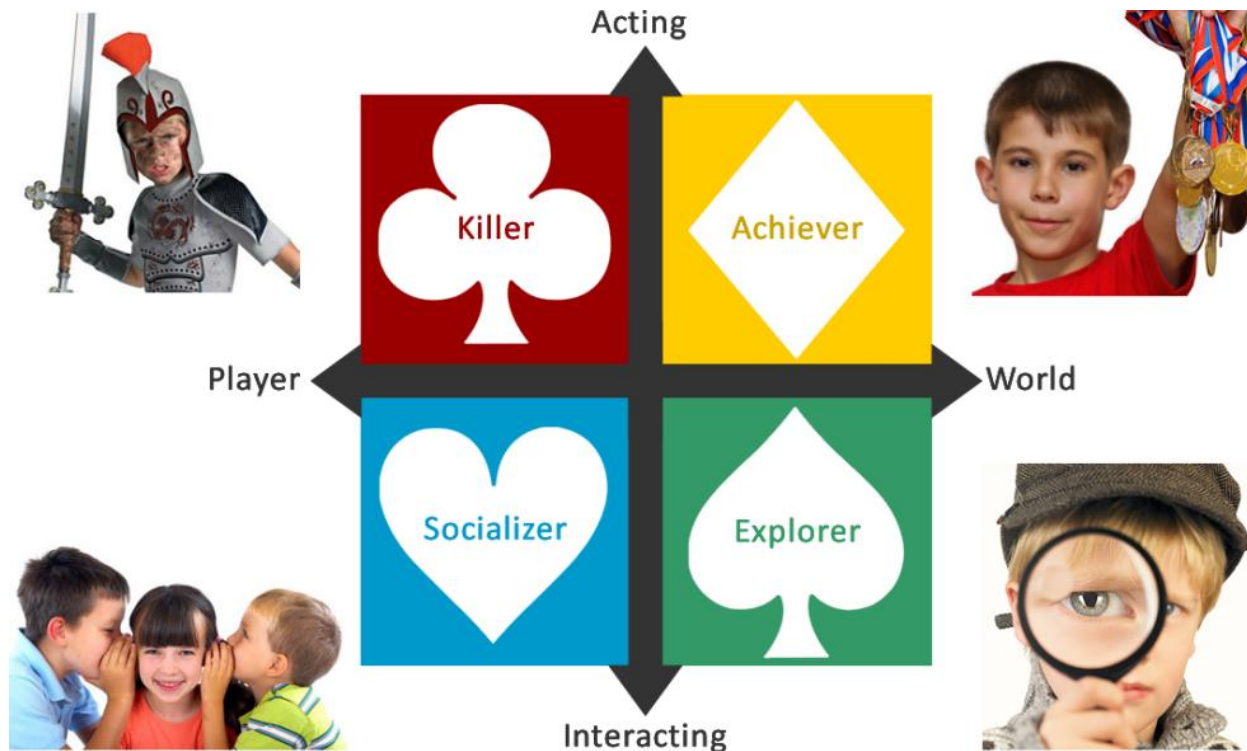 Acting
Killer
Achiever
Player
World
Socializer
Explorer
Interacting